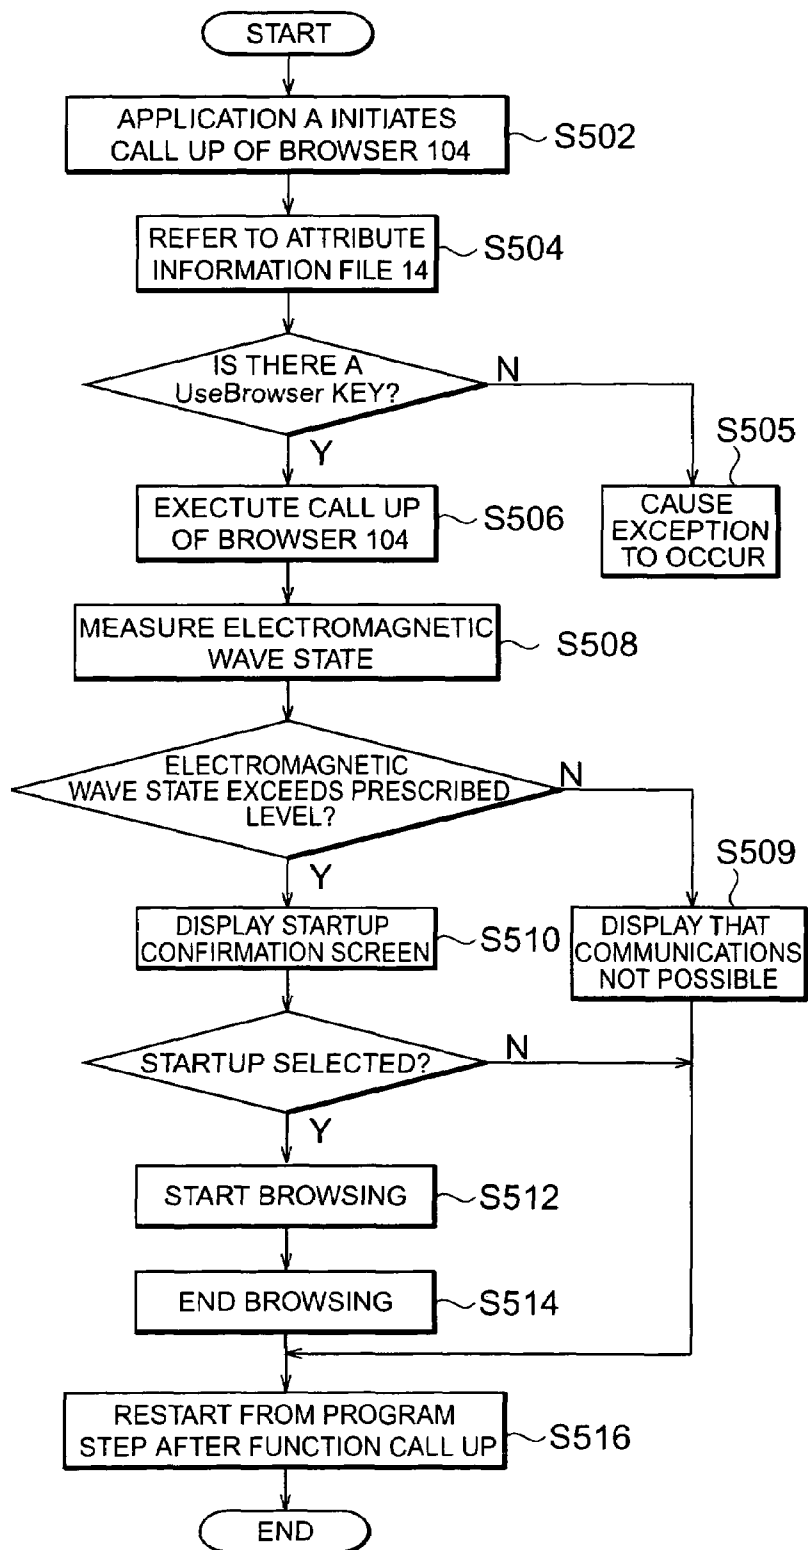 START
APPLICATION A INITIATES
CALL UP OF BROWSER 104
S502
REFER TO ATTRIBUTE
INFORMATION FILE 14
S504
IS THERE A
UseBrowser KEY?
N
Y
S505
CAUSE
EXCEPTION
TO OCCUR
EXECTUTE CALL UP
OF BROWSER 104
S506
MEASURE ELECTROMAGNETIC
WAVE STATE
S508
ELECTROMAGNETIC
WAVE STATE EXCEEDS PRESCRIBED
LEVEL?
N
Y
S509
DISPLAY THAT
COMMUNICATIONS
NOT POSSIBLE
DISPLAY STARTUP
CONFIRMATION SCREEN
S510
STARTUP SELECTED?
N
Y
START BROWSING
S512
END BROWSING
S514
RESTART FROM PROGRAM
STEP AFTER FUNCTION CALL UP
S516
END